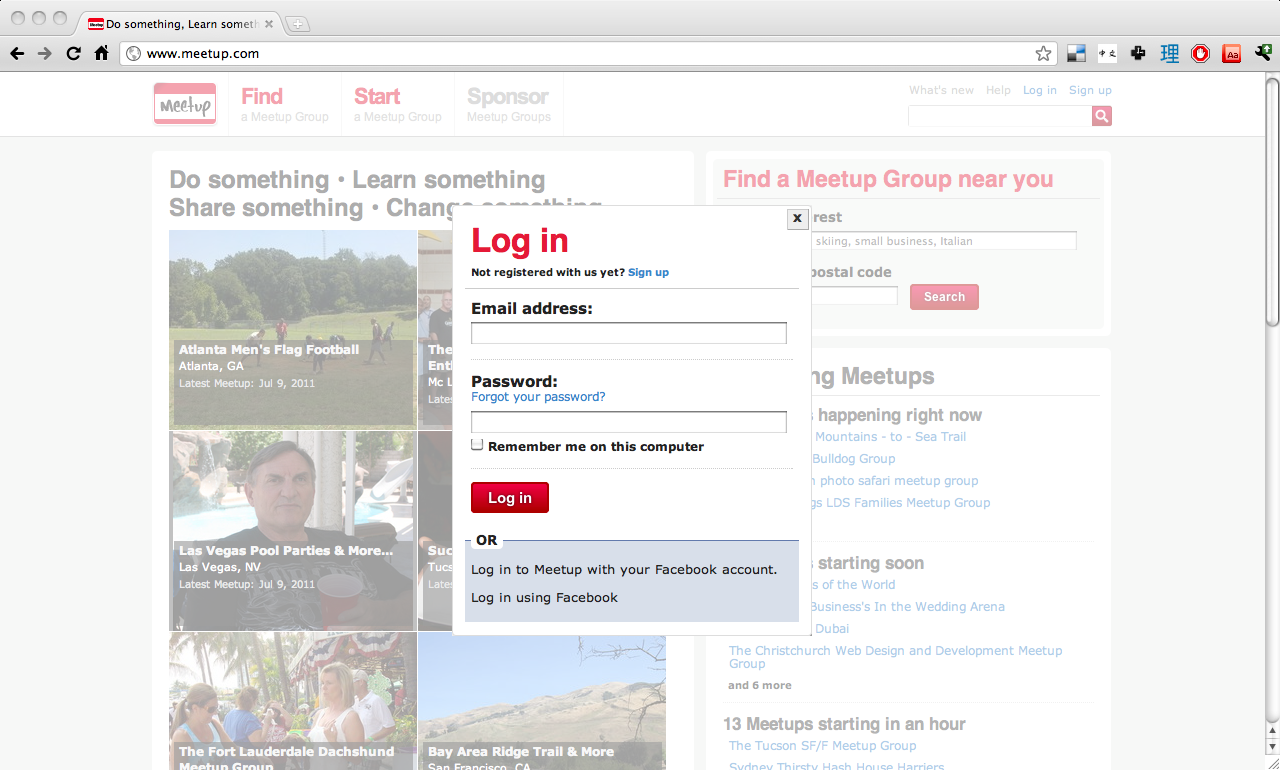 Do something, Learn someth
www.meetup.com
Meetup
Find
a Meetup Group
Start
a Meetup Group
Sponsor
Meetup Groups
What's new Help Log in Sign up
Do something • Learn something
Share something • Change something
Atlanta Men's Flag Football
Atlanta, GA
Latest Meetup: Jul 9, 2011
The
Mc L
Las Vegas Pool Parties & More...
Las Vegas, NV
Latest Meetup: Jul 9, 2011
Suc
Tucs
The Fort Lauderdale Dachshund
Meetup Group
Bay Area Ridge Trail & More
San Francisco, CA
x
Log in
Not registered with us yet? Sign up
Email address:
Password:
Forgot your password?
Remember me on this computer
Log in
OR
Log in to Meetup with your Facebook account.
Log in using Facebook
Find a Meetup Group near you
rest
skiing, small business, Italian
postal code
Search
ng Meetups
s happening right now
Mountains - to - Sea Trail
Bulldog Group
photo safari meetup group
gs LDS Families Meetup Group
s starting soon
s of the World
Business's In the Wedding Arena
Dubai
The Christchurch Web Design and Development Meetup
Group
and 6 more
13 Meetups starting in an hour
The Tucson SF/F Meetup Group
Sydney Thirsty Hash House Harriers